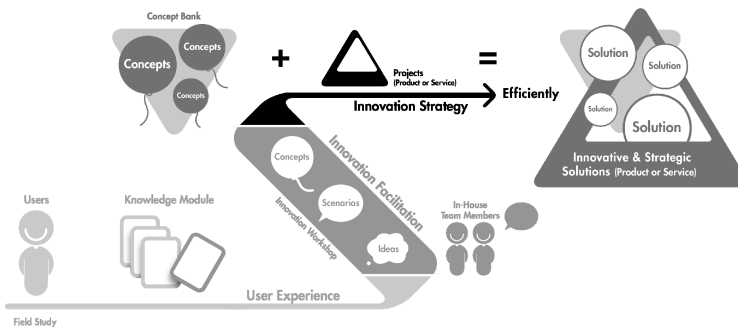 Concept Bank
Concepts
Concepts
Concepts
+
Projects
(Product or Service)
=
Innovation Strategy
Efficiently
Solution
Solution
Solution
Solution
Innovative & Strategic
Solutions (Product or Service)
Concepts
Scenarios
Ideas
Innovation Facilitation
Innovation Workshop
In-House
Team Members
Users
Knowledge Module
User Experience
Field Study